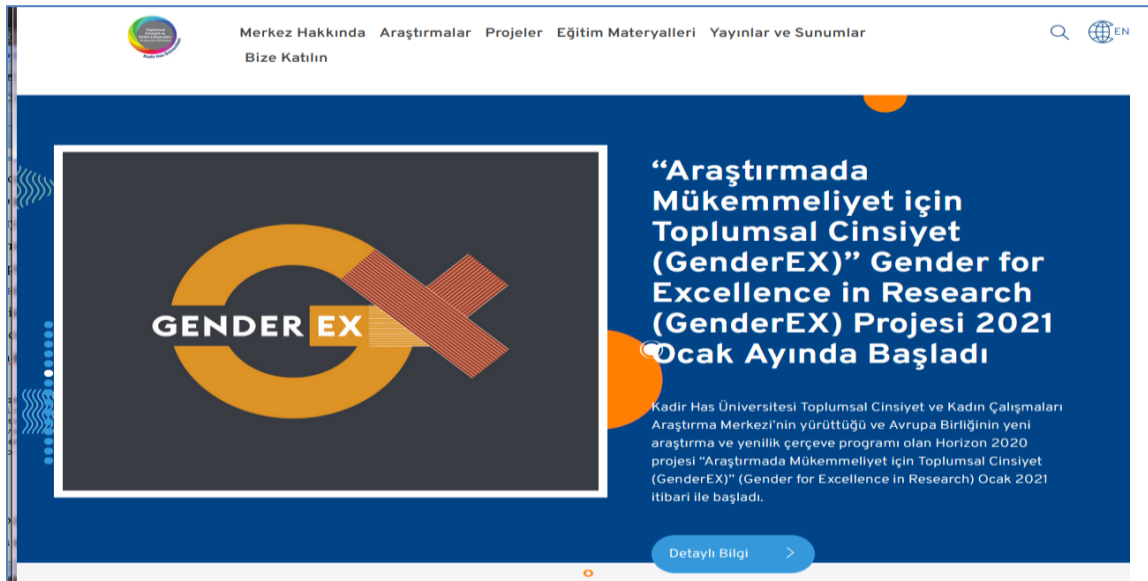 Merkez Hakkında Araştırmalar Projeler Eğitim Materyalleri Yayınlar ve Sunumlar
Bize Katılın
EN
GENDER EX
“Araştırmada
Mükemmeliyet için
Toplumsal Cinsiyet
(GenderEX)” Gender for
Excellence in Research
(GenderEX) Projesi 2021
Ocak Ayında Başladı
Kadir Has Üniversitesi Toplumsal Cinsiyet ve Kadın Çalışmaları
Araştırma Merkezi’nin yürüttüğü ve Avrupa Birliğinin yeni
araştırma ve yenilik çerçeve programı olan Horizon 2020
projesi “Araştırmada Mükemmeliyet için Toplumsal Cinsiyet
(GenderEX)” (Gender for Excellence in Research) Ocak 2021
itibari ile başladı.
Detaylı Bilgi